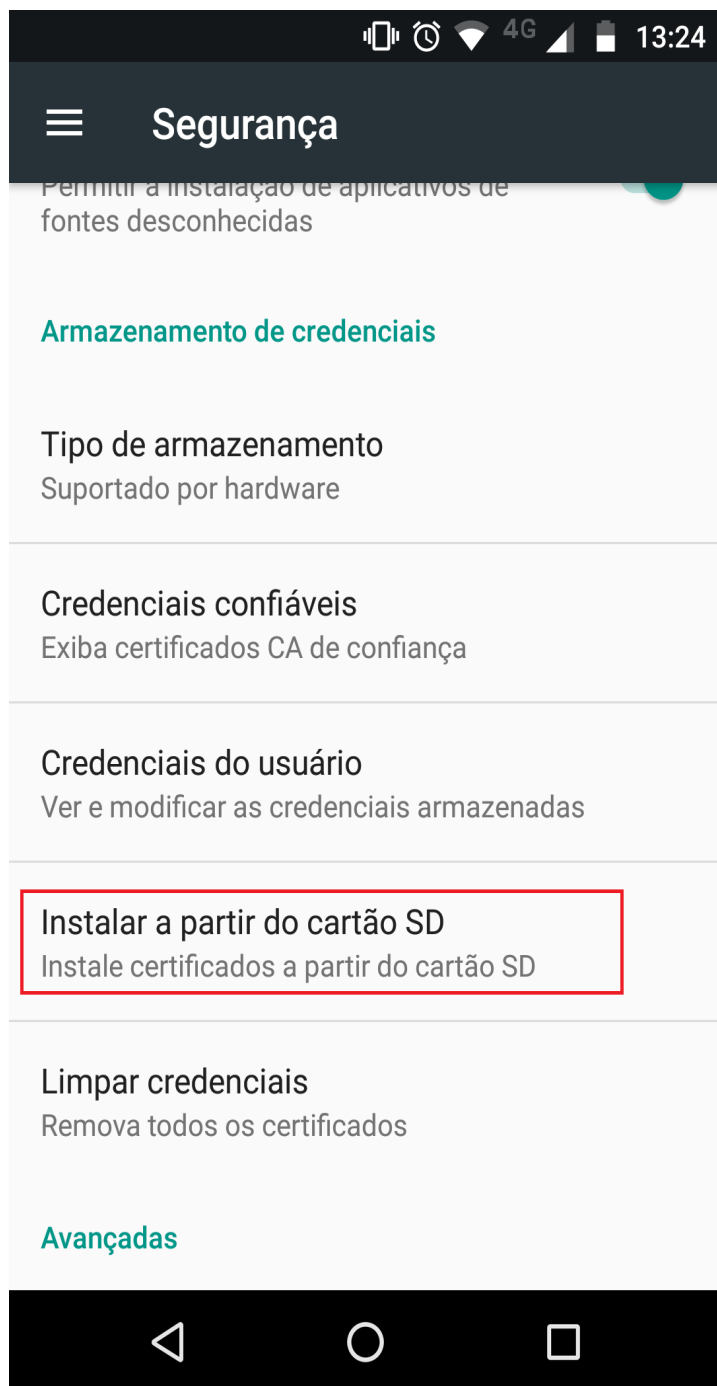 4G 13:24
Segurança
Permitir a instalação de aplicativos de
fontes desconhecidas
Armazenamento de credenciais
Tipo de armazenamento
Suportado por hardware
Credenciais confiáveis
Exiba certificados CA de confiança
Credenciais do usuário
Ver e modificar as credenciais armazenadas
Instalar a partir do cartão SD
Instale certificados a partir do cartão SD
Limpar credenciais
Remova todos os certificados
Avançadas